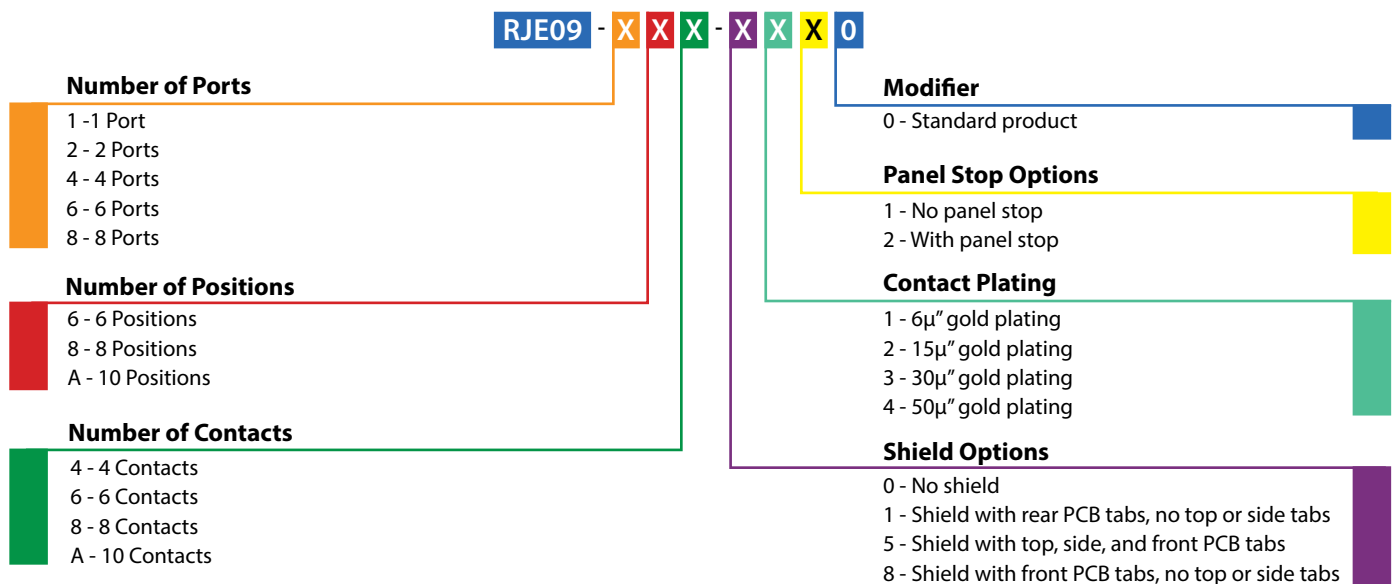 RJE09 - X X X - X X X 0
Number of Ports
1 -1 Port
2 - 2 Ports
4 - 4 Ports
6 - 6 Ports
8 - 8 Ports
Number of Positions
6 - 6 Positions
8 - 8 Positions
A - 10 Positions
Number of Contacts
4 - 4 Contacts
6 - 6 Contacts
8 - 8 Contacts
A - 10 Contacts
Modifier
0 - Standard product
Panel Stop Options
1 - No panel stop
2 - With panel stop
Contact Plating
1 - 6µ” gold plating
2 - 15µ” gold plating
3 - 30µ” gold plating
4 - 50µ” gold plating
Shield Options
0 - No shield
1 - Shield with rear PCB tabs, no top or side tabs
5 - Shield with top, side, and front PCB tabs
8 - Shield with front PCB tabs, no top or side tabs